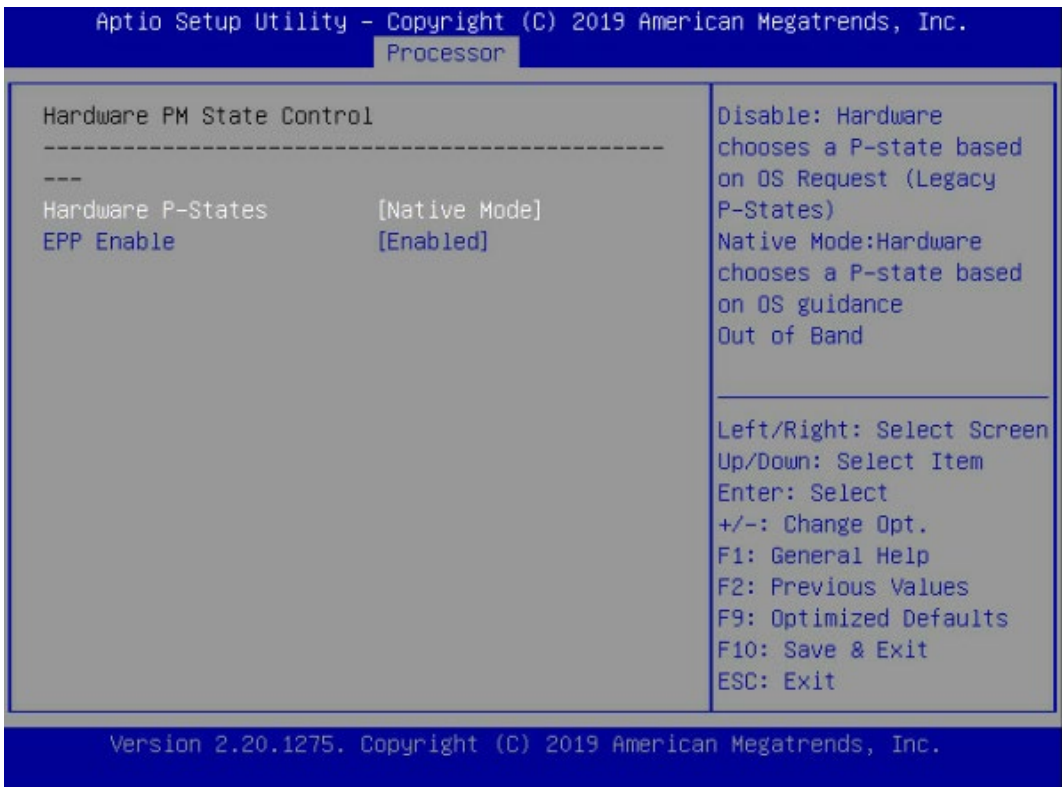 Aptio Setup Utility – Copyright (C) 2019 American Megatrends, Inc.
Processor
Hardware PM State Control
-----------------------------------------------
---
Hardware P-States [Native Mode]
EPP Enable [Enabled]
Disable: Hardware
chooses a P-state based
on OS Request (Legacy
P-States)
Native Mode:Hardware
chooses a P-state based
on OS guidance
Out of Band
Left/Right: Select Screen
Up/Down: Select Item
Enter: Select
+/-: Change Opt.
F1: General Help
F2: Previous Values
F9: Optimized Defaults
F10: Save & Exit
ESC: Exit
Version 2.20.1275. Copyright (C) 2019 American Megatrends, Inc.